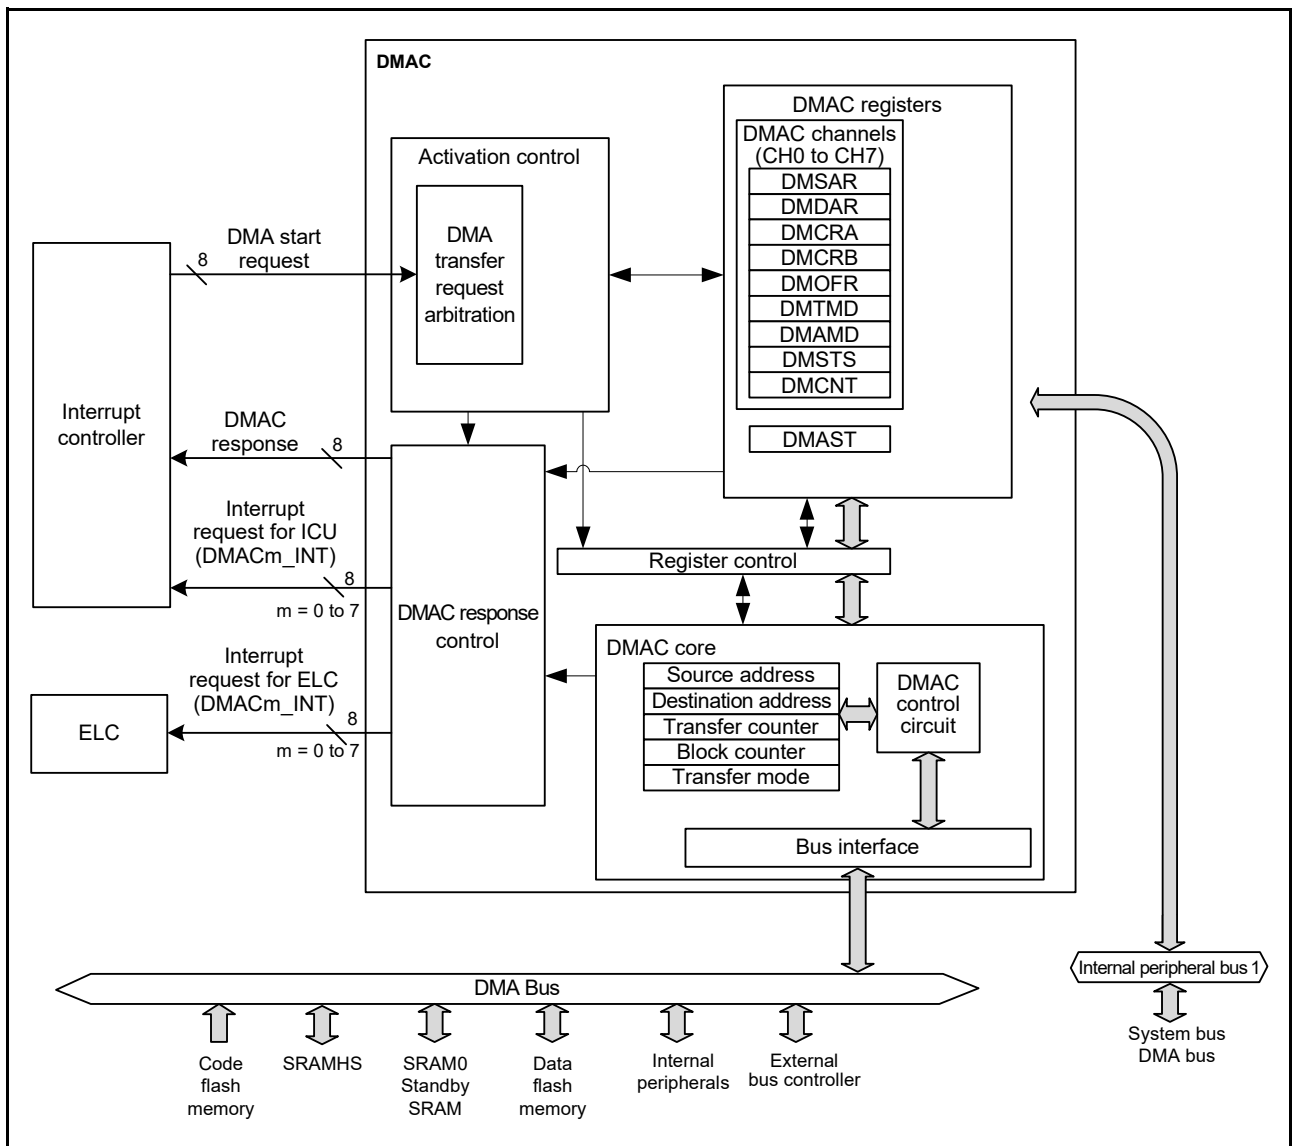 DMAC
DMAC registers
DMAC channels
(CH0 to CH7)
DMSAR
DMDAR
DMCRA
DMCRB
DMOFR
DMTMD
DMAMD
DMSTS
DMCNT
DMAST
Activation control
DMA
transfer
request
arbitration
DMA start
request
8
Interrupt
controller
DMAC
response
8
Interrupt
request for ICU
(DMACm_INT)
8
m = 0 to 7
DMAC response
control
Register control
Interrupt
request for ELC
(DMACm_INT)
8
m = 0 to 7
ELC
DMAC core
Source address
Destination address
Transfer counter
Block counter
Transfer mode
DMAC
control
circuit
Bus interface
Internal peripheral bus 1
System bus
DMA bus
DMA Bus
Code
flash
memory
SRAMHS
SRAM0
Standby
SRAM
Data
flash
memory
Internal
peripherals
External
bus controller